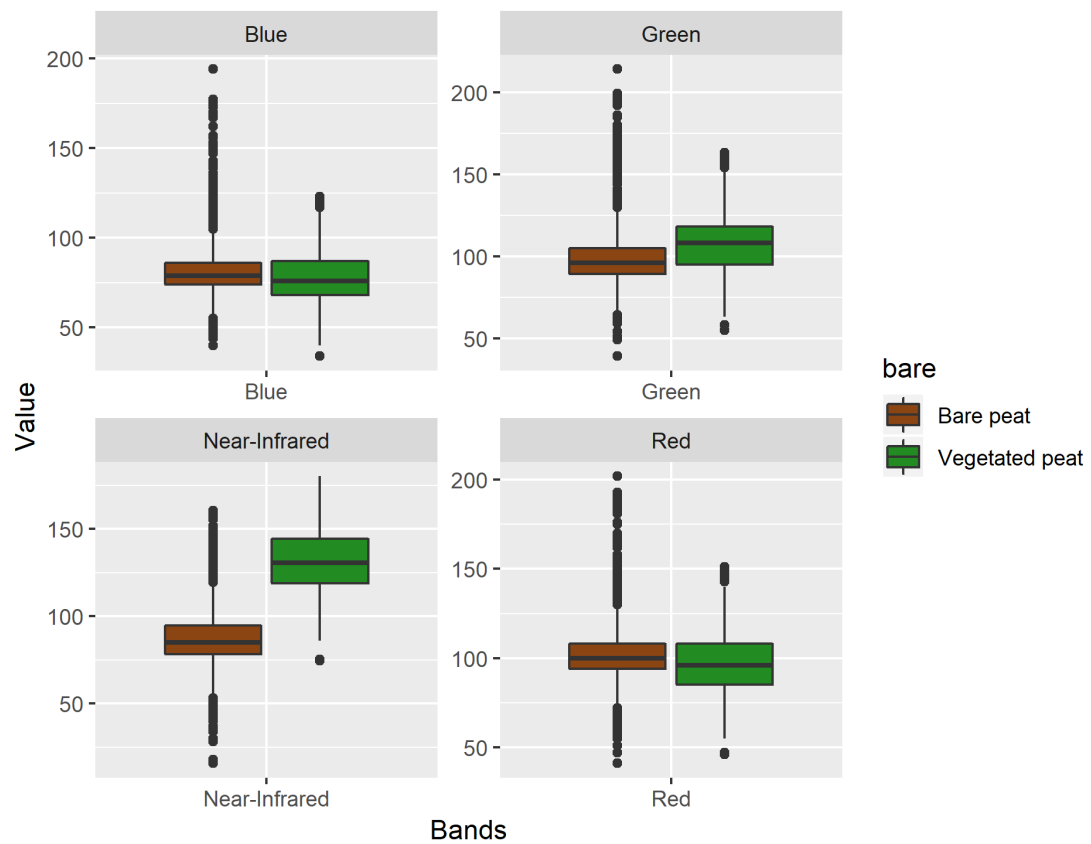 Blue
Green
200
150
100
50
200
150
100
50
Blue
Green
Value
Near-Infrared
Red
150
100
50
200
150
100
50
Near-Infrared
Red
Bands
bare
Bare peat
Vegetated peat